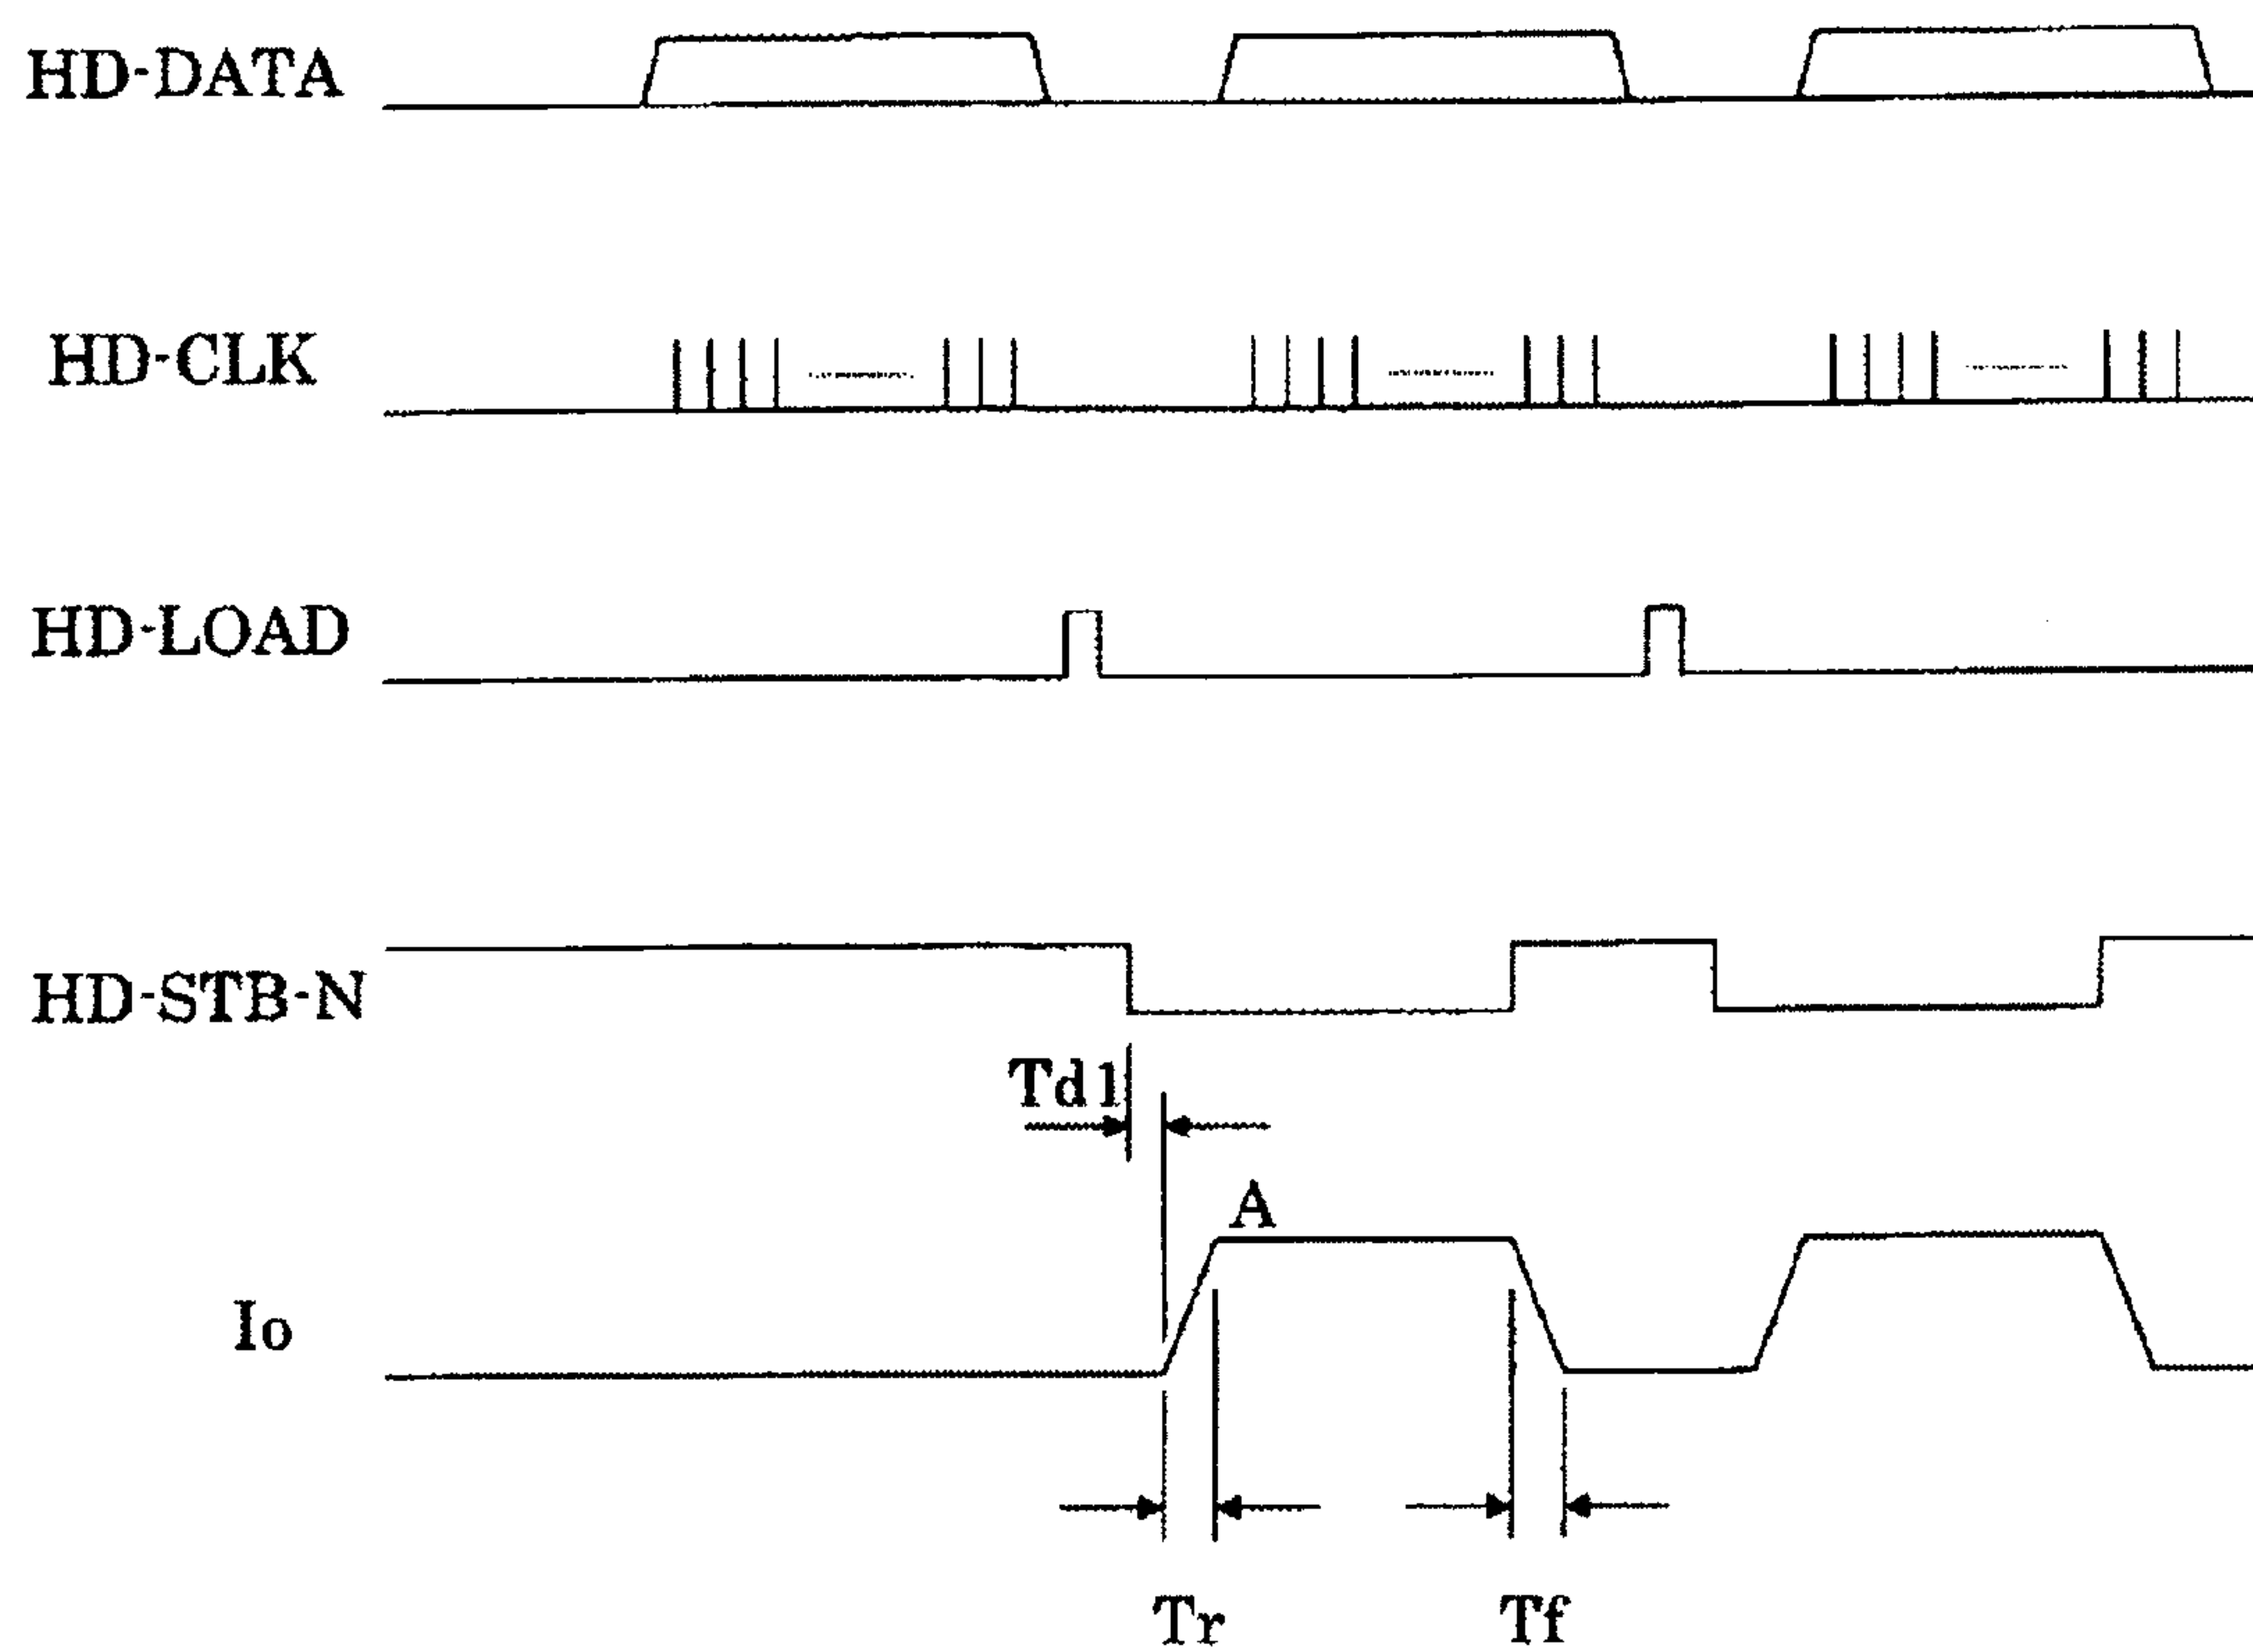 HD-DATA
HD-CLK
HD-LOAD
HD-STB-N
Td1
A
Io
Tr
Tf